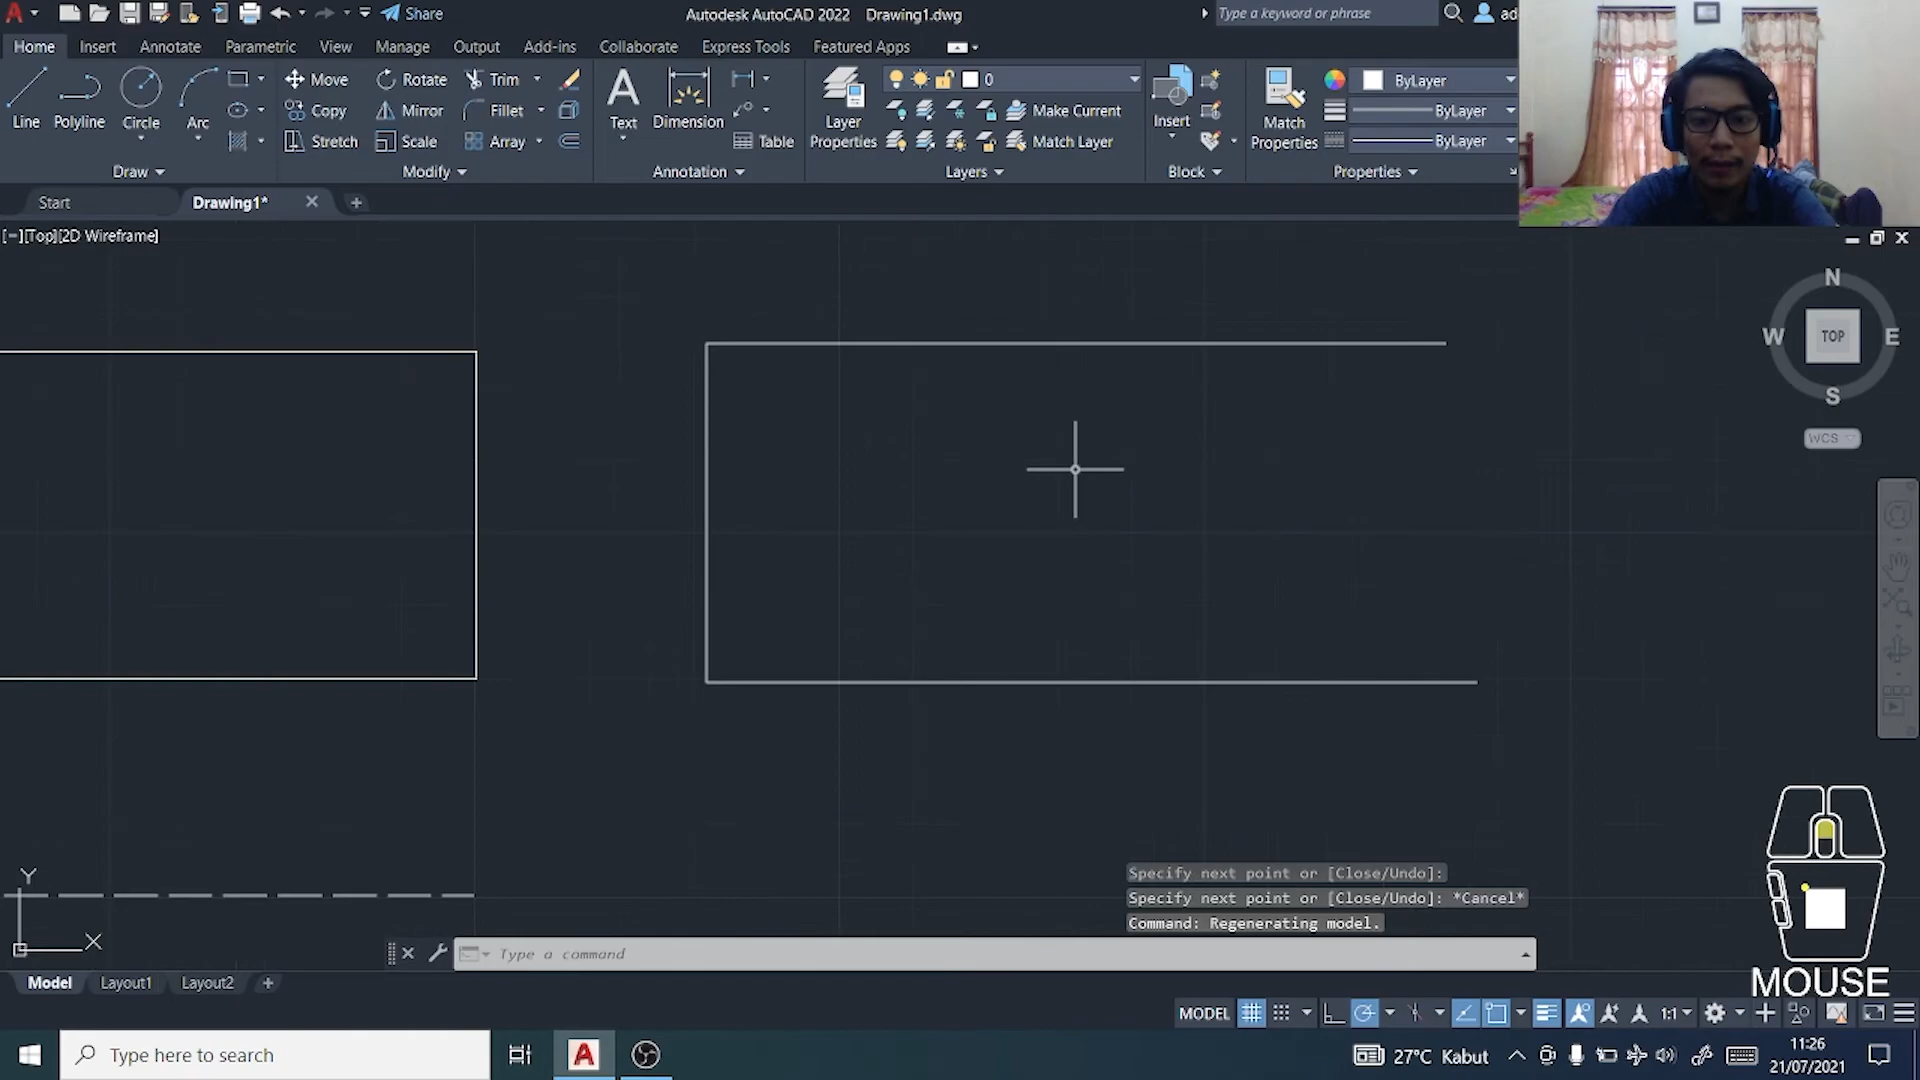 Share
Autodesk AutoCAD 2022 Drawing1.dwg
Type a keyword or phrase
ad
Home Insert Annotate Parametric View Manage Output Add-ins Collaborate Express Tools Featured Apps
Line Polyline Circle Arc
Move Rotate Trim
Copy Mirror Fillet
Stretch Scale Array
Text Dimension
Table
Layer Properties
0
Make Current
Match Layer
Insert
Match Properties
ByLayer
ByLayer
ByLayer
Draw Modify Annotation Layers Block Properties
Start Drawing1*
[−][Top][2D Wireframe]
N
W TOP E
S
WCS
Y
X
Specify next point or [Close/Undo]:
Specify next point or [Close/Undo]: *Cancel*
Command: Regenerating model.
Type a command
MOUSE
Model Layout1 Layout2
MODEL 1:1
Type here to search
27°C Kabut
11:26
21/07/2021